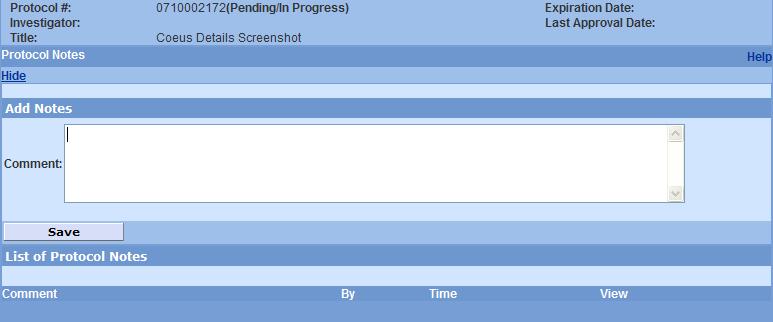 Protocol #: 0710002172(Pending/In Progress) Expiration Date:
Investigator: Last Approval Date:
Title: Coeus Details Screenshot
Protocol Notes Help
Hide
Add Notes
Comment:
Save
List of Protocol Notes
Comment By Time View